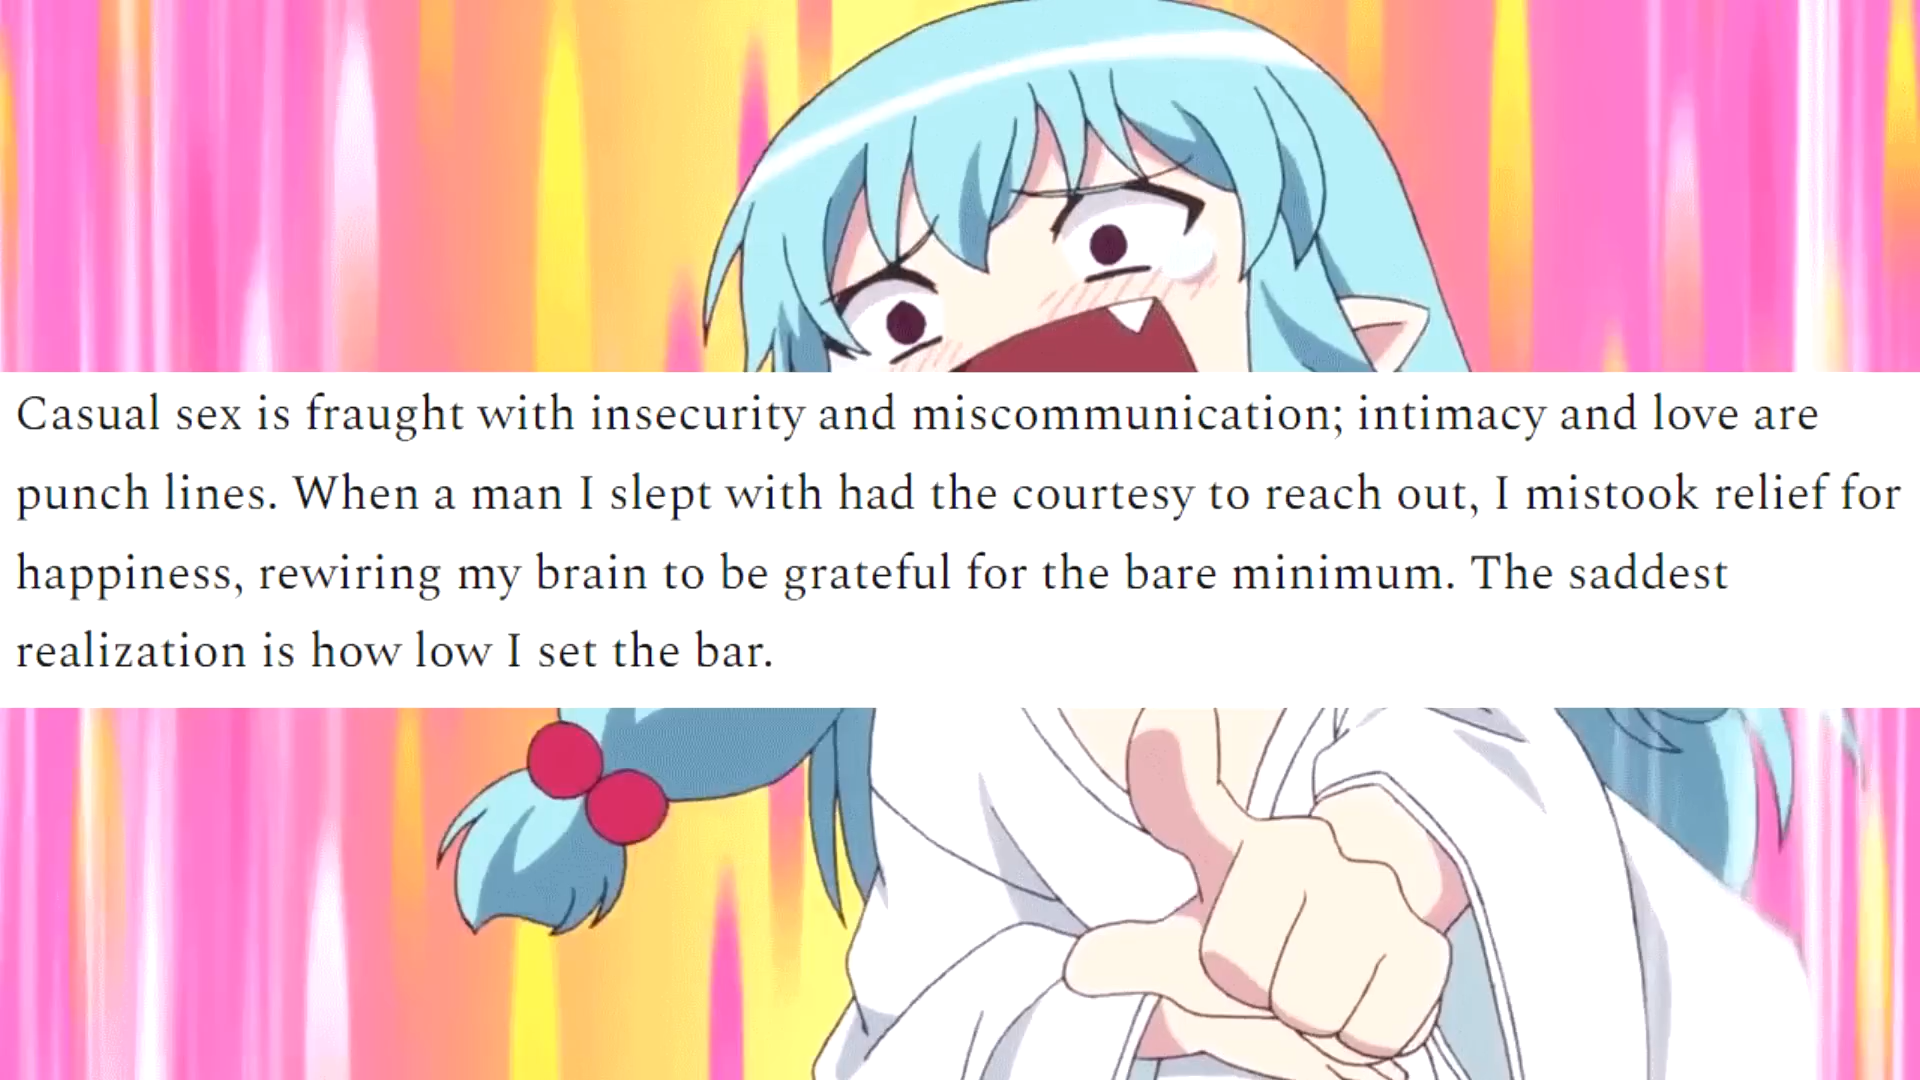 Casual sex is fraught with insecurity and miscommunication; intimacy and love are
punch lines. When a man I slept with had the courtesy to reach out, I mistook relief for
happiness, rewiring my brain to be grateful for the bare minimum. The saddest
realization is how low I set the bar.